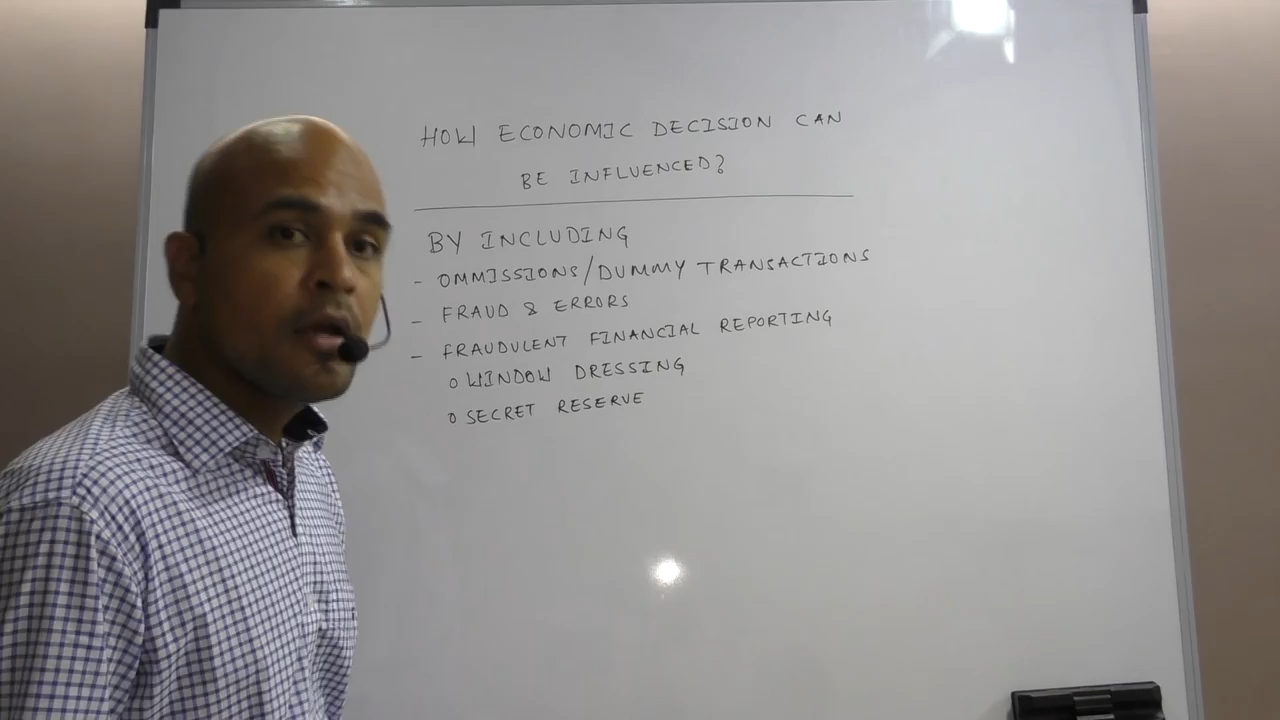 HOW ECONOMIC DECISION CAN
BE INFLUENCED?
BY INCLUDING
- OMMISSIONS/DUMMY TRANSACTIONS
- FRAUD & ERRORS
- FRAUDULENT FINANCIAL REPORTING
o WINDOW DRESSING
o SECRET RESERVE